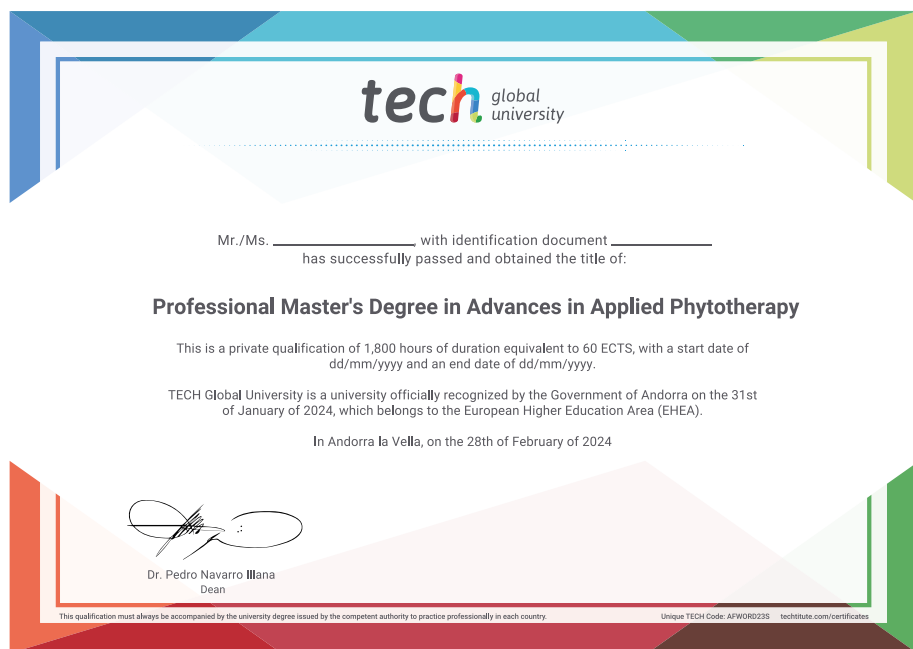 tech global university
Mr./Ms. ____________________, with identification document ______________
has successfully passed and obtained the title of:
Professional Master's Degree in Advances in Applied Phytotherapy
This is a private qualification of 1,800 hours of duration equivalent to 60 ECTS, with a start date of
dd/mm/yyyy and an end date of dd/mm/yyyy.
TECH Global University is a university officially recognized by the Government of Andorra on the 31st
of January of 2024, which belongs to the European Higher Education Area (EHEA).
In Andorra la Vella, on the 28th of February of 2024
Dr. Pedro Navarro Illana
Dean
This qualification must always be accompanied by the university degree issued by the competent authority to practice professionally in each country. Unique TECH Code: AFWORD23S techtitute.com/certificates